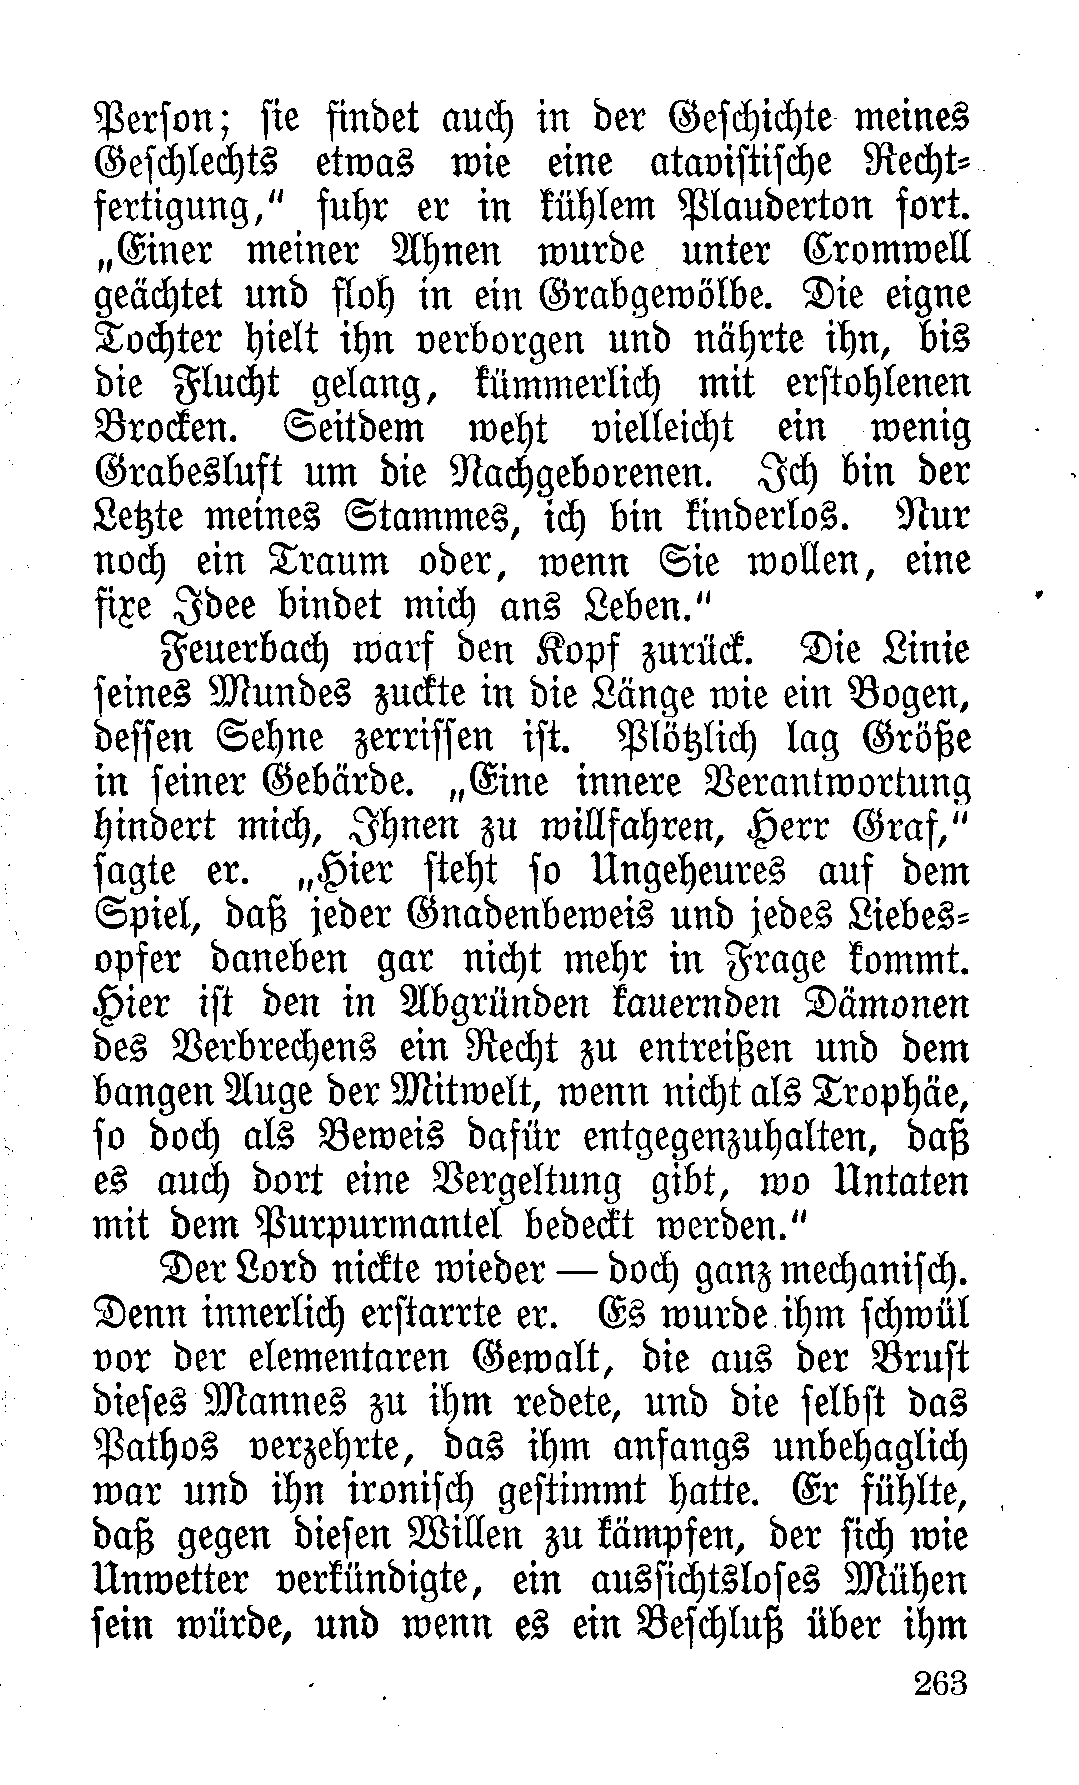 Person; sie findet auch in der Geschichte meines
Geschlechts etwas wie eine atavistische Recht-
fertigung,“ fuhr er in kühlem Plauderton fort.
„Einer meiner Ahnen wurde unter Cromwell
geächtet und floh in ein Grabgewölbe. Die eigne
Tochter hielt ihn verborgen und nährte ihn, bis
die Flucht gelang, kümmerlich mit erstohlenen
Brocken. Seitdem weht vielleicht ein wenig
Grabesluft um die Nachgeborenen. Ich bin der
Letzte meines Stammes, ich bin kinderlos. Nur
noch ein Traum oder, wenn Sie wollen, eine
fixe Idee bindet mich ans Leben.“
Feuerbach warf den Kopf zurück. Die Linie
seines Mundes zuckte in die Länge wie ein Bogen,
dessen Sehne zerrissen ist. Plötzlich lag Größe
in seiner Gebärde. „Eine innere Verantwortung
hindert mich, Ihnen zu willfahren, Herr Graf,“
sagte er. „Hier steht so Ungeheures auf dem
Spiel, daß jeder Gnadenbeweis und jedes Liebes-
opfer daneben gar nicht mehr in Frage kommt.
Hier ist den in Abgründen kauernden Dämonen
des Verbrechens ein Recht zu entreißen und dem
bangen Auge der Mitwelt, wenn nicht als Trophäe,
so doch als Beweis dafür entgegenzuhalten, daß
es auch dort eine Vergeltung gibt, wo Untaten
mit dem Purpurmantel bedeckt werden.“
Der Lord nickte wieder — doch ganz mechanisch.
Denn innerlich erstarrte er. Es wurde ihm schwül
vor der elementaren Gewalt, die aus der Brust
dieses Mannes zu ihm redete, und die selbst das
Pathos verzehrte, das ihm anfangs unbehaglich
war und ihn ironisch gestimmt hatte. Er fühlte,
daß gegen diesen Willen zu kämpfen, der sich wie
Unwetter verkündigte, ein aussichtsloses Mühen
sein würde, und wenn es ein Beschluß über ihm
263